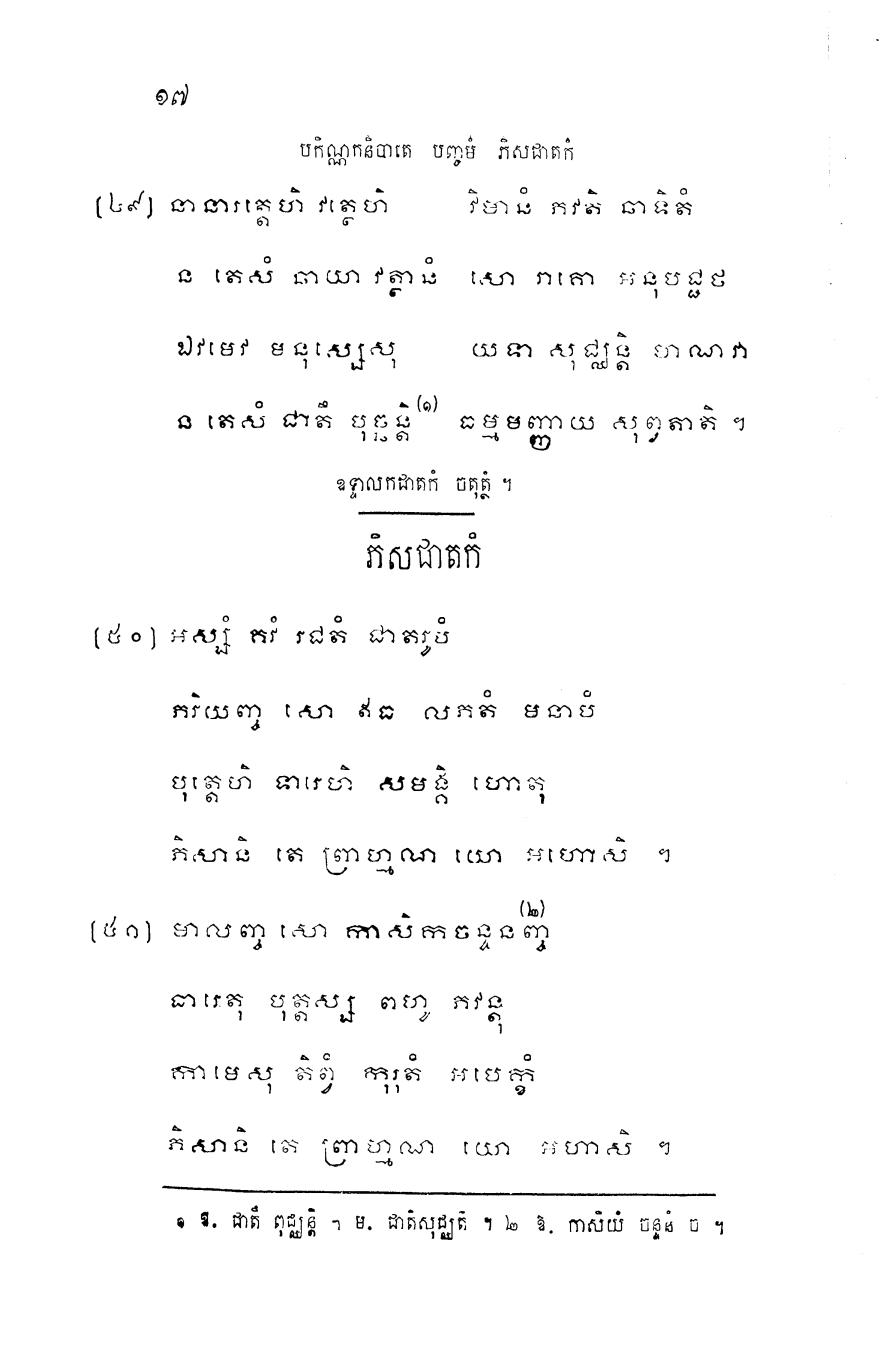 ១៧
បកិណ្ណកនិបាតេ បញ្ចមំ ភិសជាតកំ
[៤៩] នានារត្តេហិ វត្ថេហិ វិមានំ ភវតិ ឆាទិតំ
ន តេសំ ឆាយា វត្ថានំ សោ រាគោ អនុបជ្ជថ
ឯវមេវ មនុស្សេសុ យទា សុជ្ឈន្តិ មាណវា
ន តេសំ ជាតឹ បុច្ឆន្តិ(១) ធម្មមញ្ញាយ សុព្វតាតិ ។
ឧទ្ទាលកជាតកំ ចតុត្ថំ ។
ភិសជាតកំ
[៥០] អស្សំ គវំ រជតំ ជាតរូបំ
ភរិយញ្ច សោ ឥធ លភតំ មនាបំ
បុត្តេហិ ទារេហិ សមង្គិ ហោតុ
ភិសានិ តេ ព្រាហ្មណ យោ អហោសិ ។
[៥១] មាលញ្ច សោ កាសិកចន្ទនញ្ច(២)
ធារេតុ បុត្តស្ស ពហូ ភវន្តុ
កាមេសុ តិព្វំ កុរុតំ អបេក្ខំ
ភិសានិ តេ ព្រាហ្មណ យោ អហាសិ ។
១ ឱ. ជាតឹ ពុជ្ឈន្តិ ។ ម. ជាតិសុជ្ឈតិ ។ ២ ឱ. កាសិយំ ចន្ទនំ ច ។